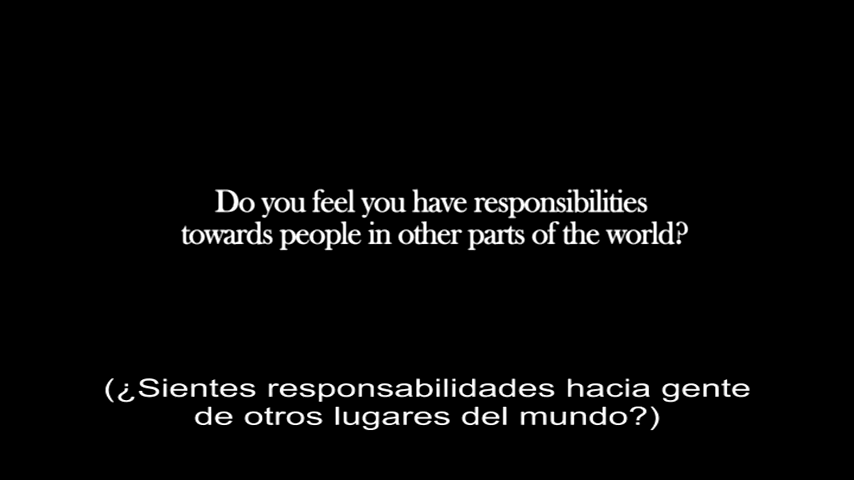 Do you feel you have responsibilities
towards people in other parts of the world?
(¿Sientes responsabilidades hacia gente
de otros lugares del mundo?)